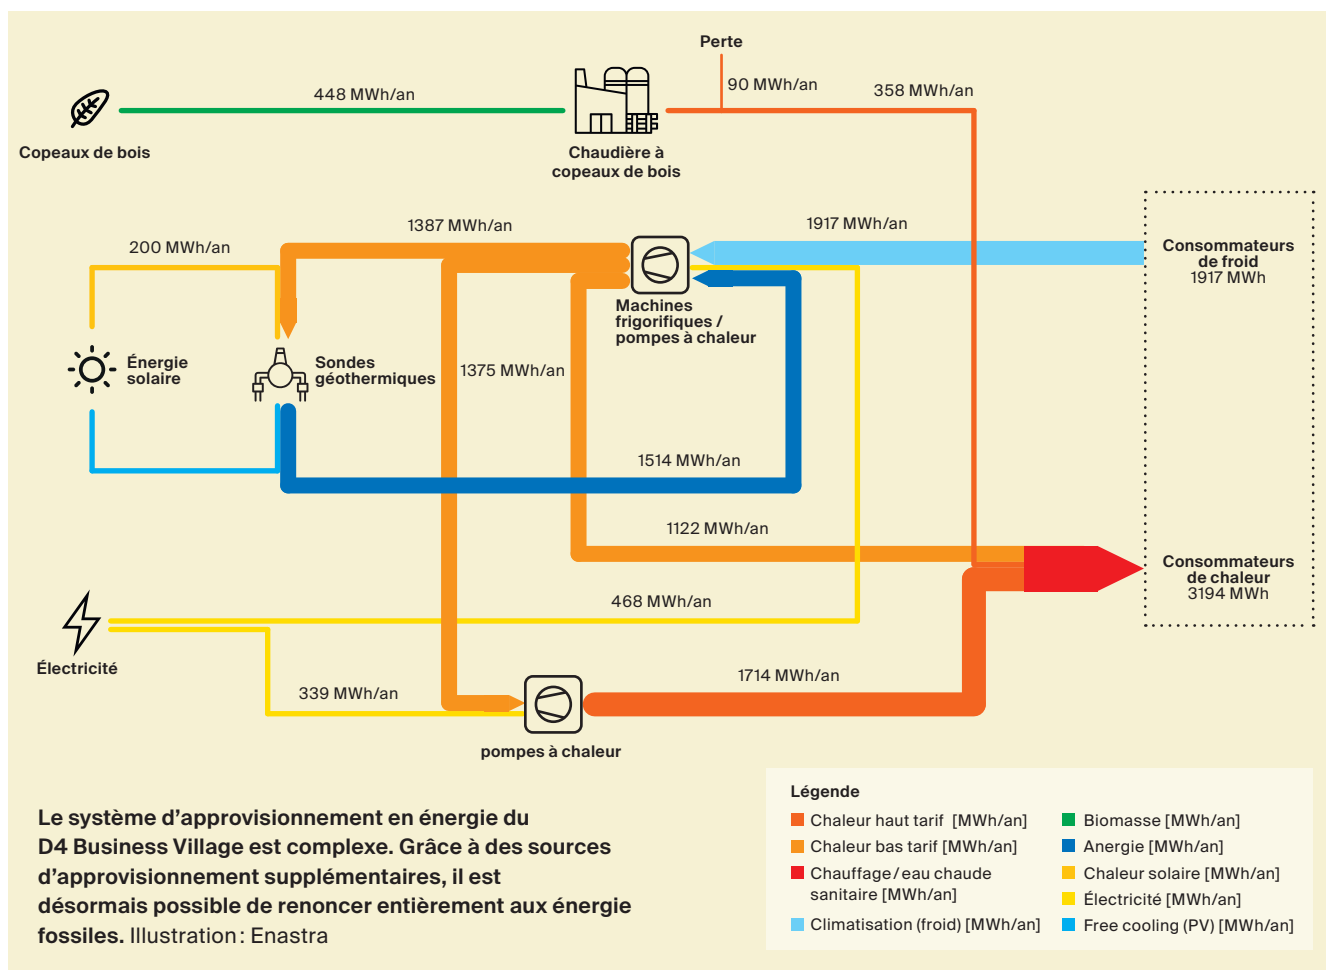 Perte
90 MWh/an
358 MWh/an
448 MWh/an
Copeaux de bois
Chaudière à
copeaux de bois
1387 MWh/an
1917 MWh/an
200 MWh/an
Consommateurs
de froid
1917 MWh
Machines
frigorifiques /
pompes à chaleur
Énergie
solaire
Sondes
géothermiques
1375 MWh/an
1514 MWh/an
1122 MWh/an
Consommateurs
de chaleur
3194 MWh
468 MWh/an
Électricité
339 MWh/an
1714 MWh/an
pompes à chaleur
Le système d’approvisionnement en énergie du
D4 Business Village est complexe. Grâce à des sources
d’approvisionnement supplémentaires, il est
désormais possible de renoncer entièrement aux énergie
fossiles. Illustration: Enastra
Légende
Chaleur haut tarif [MWh/an]
Chaleur bas tarif [MWh/an]
Chauffage/eau chaude
sanitaire [MWh/an]
Climatisation (froid) [MWh/an]
Biomasse [MWh/an]
Anergie [MWh/an]
Chaleur solaire [MWh/an]
Électricité [MWh/an]
Free cooling (PV) [MWh/an]